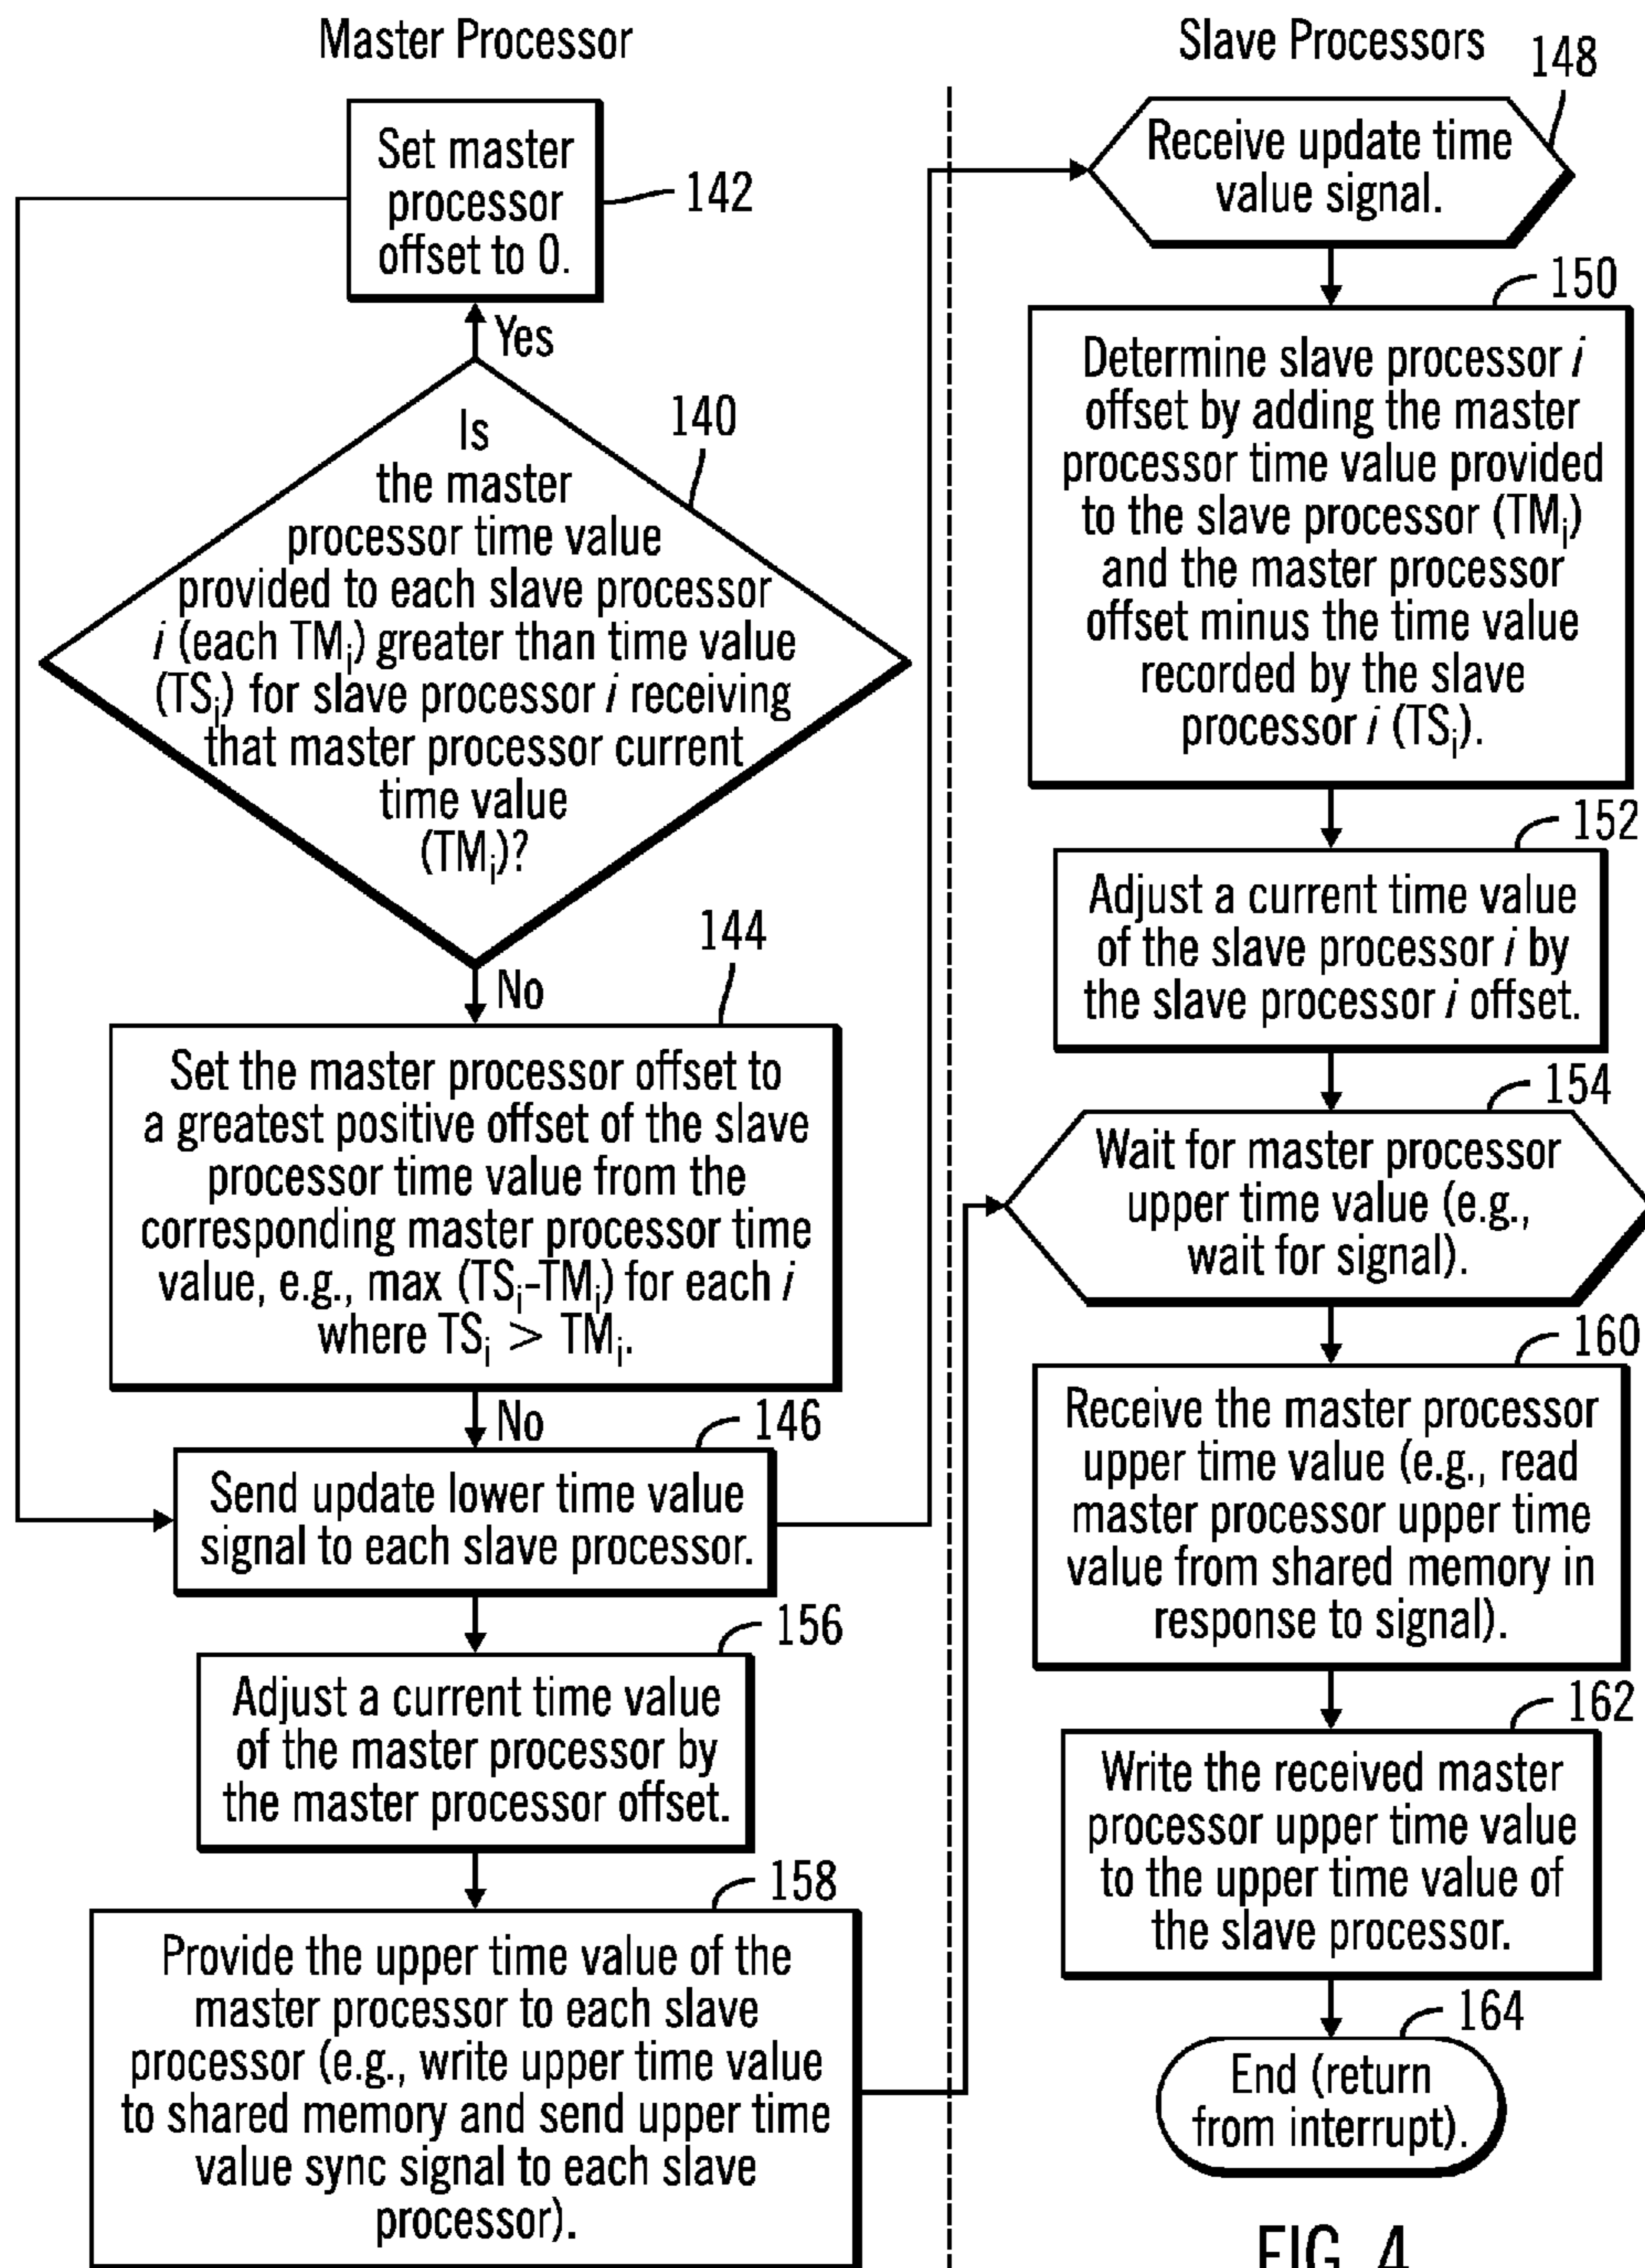 Master Processor
Set master
processor
offset to 0.
142
Yes
140
Is
the master
processor time value
provided to each slave processor
i (each TMi) greater than time value
(TSi) for slave processor i receiving
that master processor current
time value
(TMi)?
144
No
Set the master processor offset to
a greatest positive offset of the slave
processor time value from the
corresponding master processor time
value, e.g., max (TSi-TMi) for each i
where TSi > TMi.
No
146
Send update lower time value
signal to each slave processor.
156
Adjust a current time value
of the master processor by
the master processor offset.
158
Provide the upper time value of the
master processor to each slave
processor (e.g., write upper time value
to shared memory and send upper time
value sync signal to each slave
processor).
Slave Processors
148
Receive update time
value signal.
150
Determine slave processor i
offset by adding the master
processor time value provided
to the slave processor (TMi)
and the master processor
offset minus the time value
recorded by the slave
processor i (TSi).
152
Adjust a current time value
of the slave processor i by
the slave processor i offset.
154
Wait for master processor
upper time value (e.g.,
wait for signal).
160
Receive the master processor
upper time value (e.g., read
master processor upper time
value from shared memory in
response to signal).
162
Write the received master
processor upper time value
to the upper time value of
the slave processor.
164
End (return
from interrupt).
FIG. 4